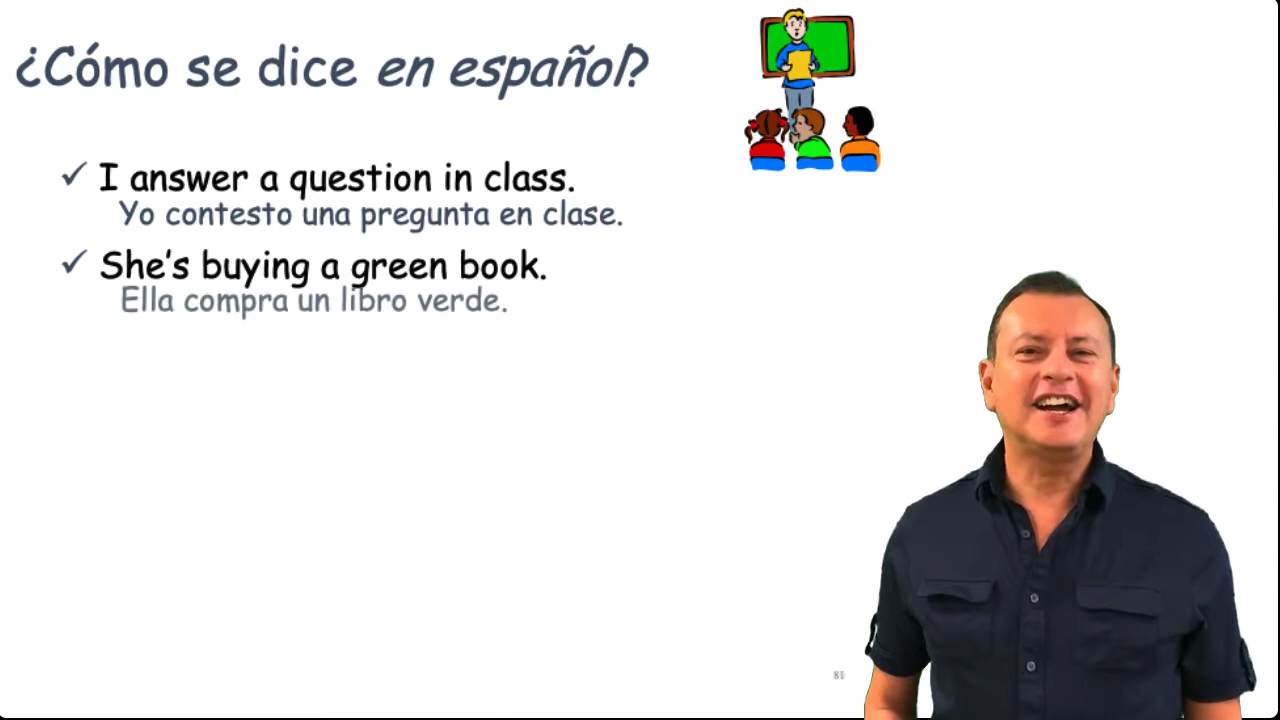 ¿Cómo se dice en español?
I answer a question in class.
Yo contesto una pregunta en clase.
She's buying a green book.
Ella compra un libro verde.